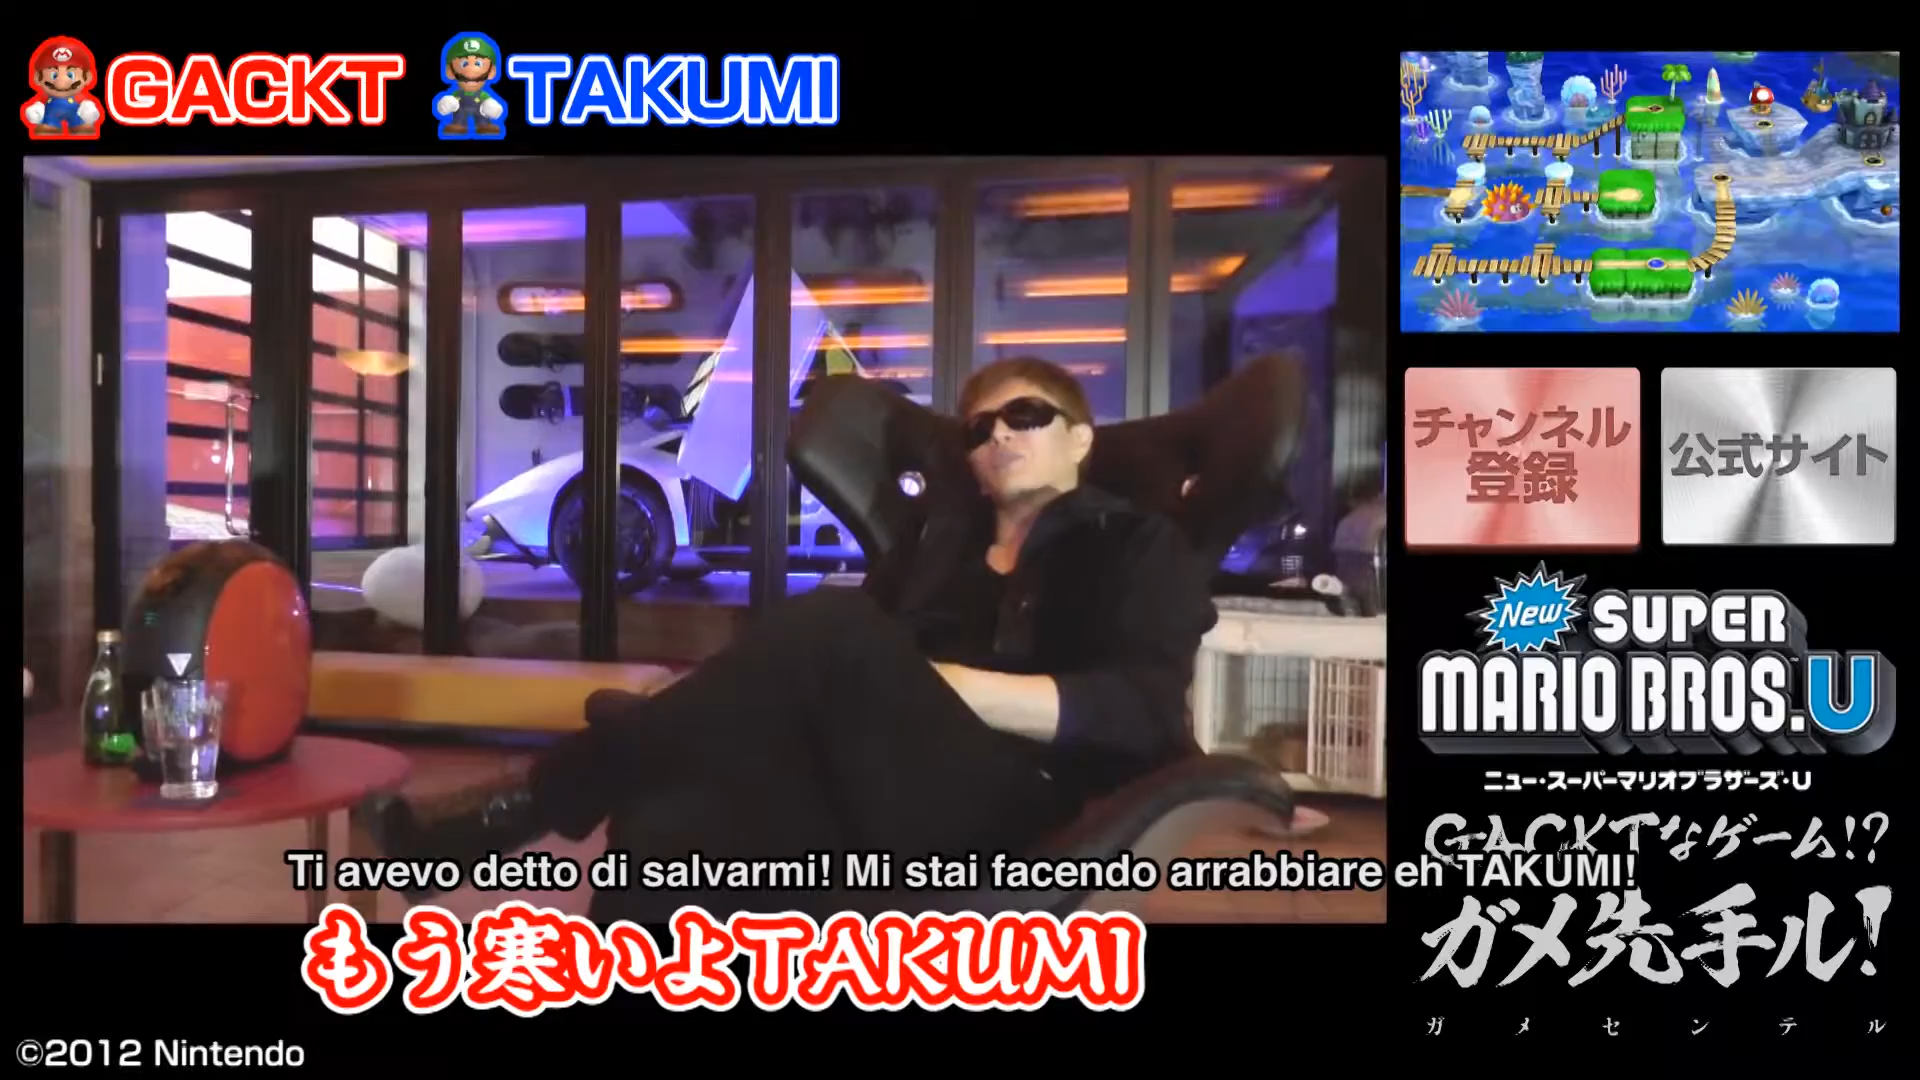 GACKT
TAKUMI
チャンネル
登録
公式サイト
New SUPER
MARIO BROS.U
ニュー・スーパーマリオブラザーズ・U
GACKTなゲーム!?
ガメ先手ル!
ガメセンテル
Ti avevo detto di salvarmi! Mi stai facendo arrabbiare eh TAKUMI!
もう寒いよTAKUMI
©2012 Nintendo